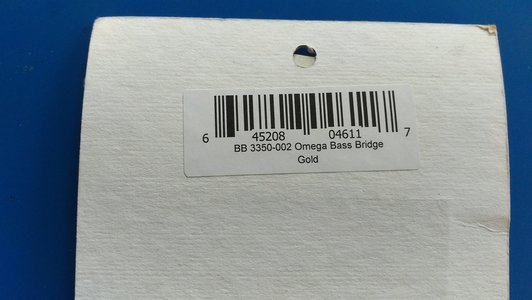 6 45208 04611 7
BB 3350-002 Omega Bass Bridge
Gold